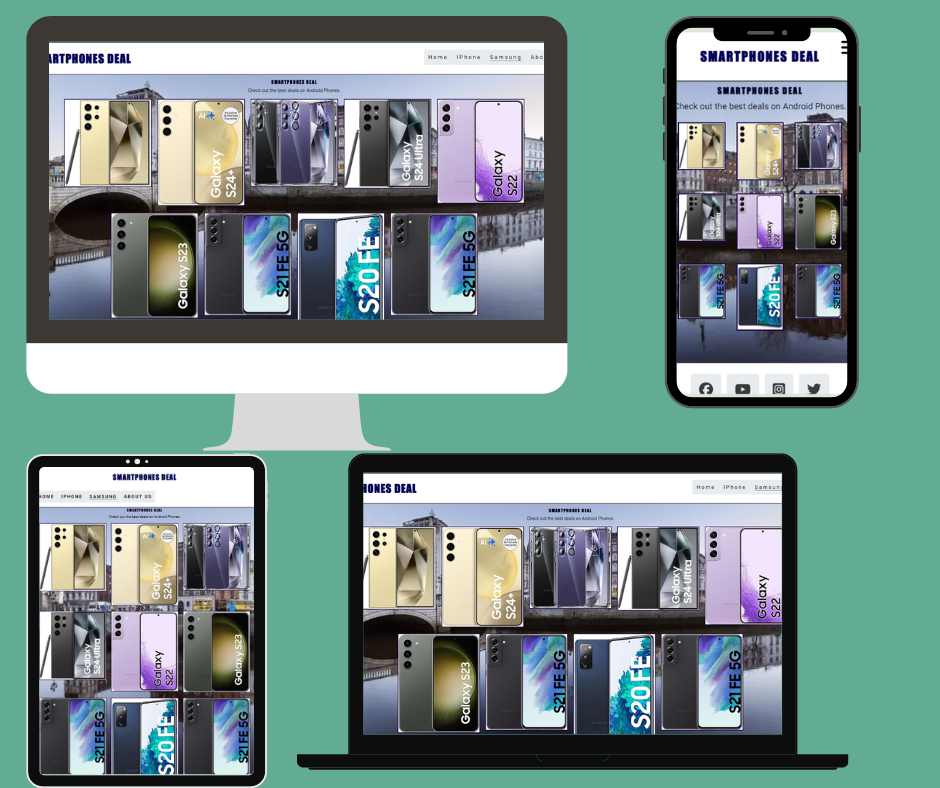 ARTPHONES DEAL
Home IPhone Samsung Abo
SMARTPHONES DEAL
Check out the best deals on Android Phones.
AI
Galaxy
S24+
Galaxy
S24 Ultra
Galaxy
S22
Galaxy S23
S21 FE 5G
S20 FE
S21 FE 5G
SMARTPHONES DEAL
SMARTPHONES DEAL
Check out the best deals on Android Phones.
Galaxy
S24+
Galaxy
S24 Ultra
Galaxy
S22
Galaxy S23
S21 FE 5G
S20 FE
S21 FE 5G
SMARTPHONES DEAL
OME IPHONE SAMSUNG ABOUT US
SMARTPHONES DEAL
Check out the best deals on Android Phones.
AI
Galaxy
S24+
Galaxy
S24 Ultra
Galaxy
S22
Galaxy S23
S21 FE 5G
S20 FE
S21 FE 5G
HONES DEAL
Home IPhone Samsung
SMARTPHONES DEAL
Check out the best deals on Android Phones.
AI
Galaxy
S24+
Galaxy
S24 Ultra
Galaxy
S22
Galaxy S23
S21 FE 5G
S20 FE
S21 FE 5G